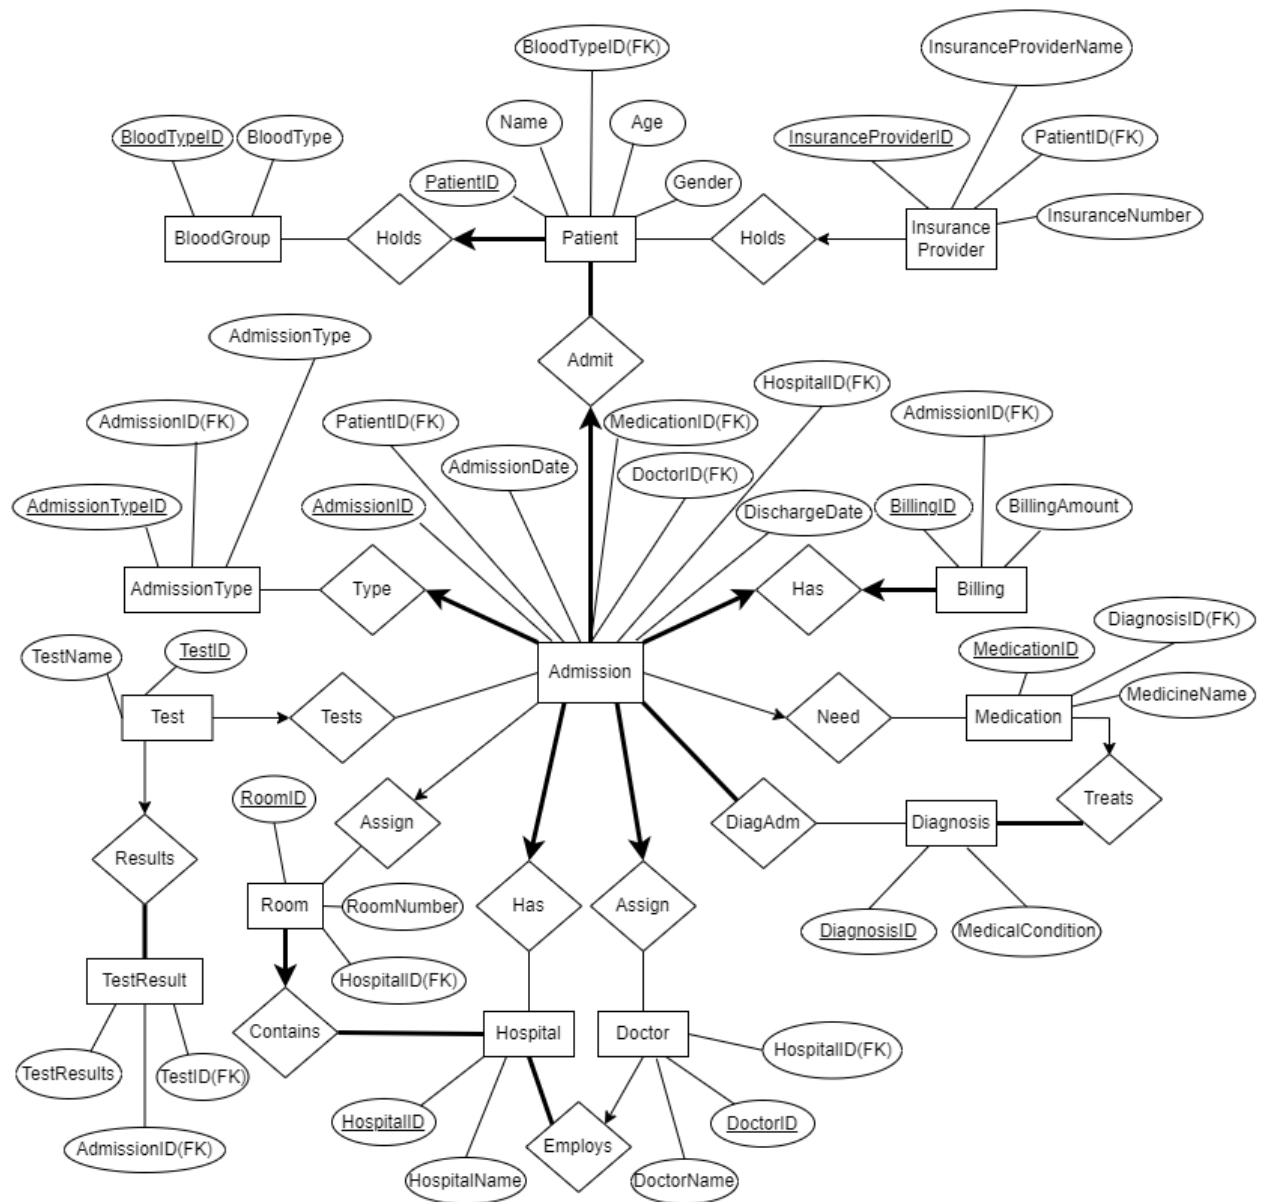 BloodTypeID(FK)
InsuranceProviderName
BloodTypeID
BloodType
Name
Age
InsuranceProviderID
PatientID(FK)
PatientID
Gender
InsuranceNumber
BloodGroup
Holds
Patient
Holds
Insurance
Provider
AdmissionType
Admit
HospitalID(FK)
AdmissionID(FK)
PatientID(FK)
MedicationID(FK)
AdmissionDate
DoctorID(FK)
AdmissionID(FK)
AdmissionTypeID
AdmissionID
DischargeDate
BillingID
BillingAmount
AdmissionType
Type
Has
Billing
DiagnosisID(FK)
TestName
TestID
Admission
MedicationID
MedicineName
Test
Tests
Need
Medication
RoomID
Assign
DiagAdm
Diagnosis
Treats
Results
Room
RoomNumber
Has
Assign
DiagnosisID
MedicalCondition
TestResult
HospitalID(FK)
Contains
Hospital
Doctor
HospitalID(FK)
TestResults
TestID(FK)
HospitalID
DoctorID
AdmissionID(FK)
Employs
HospitalName
DoctorName